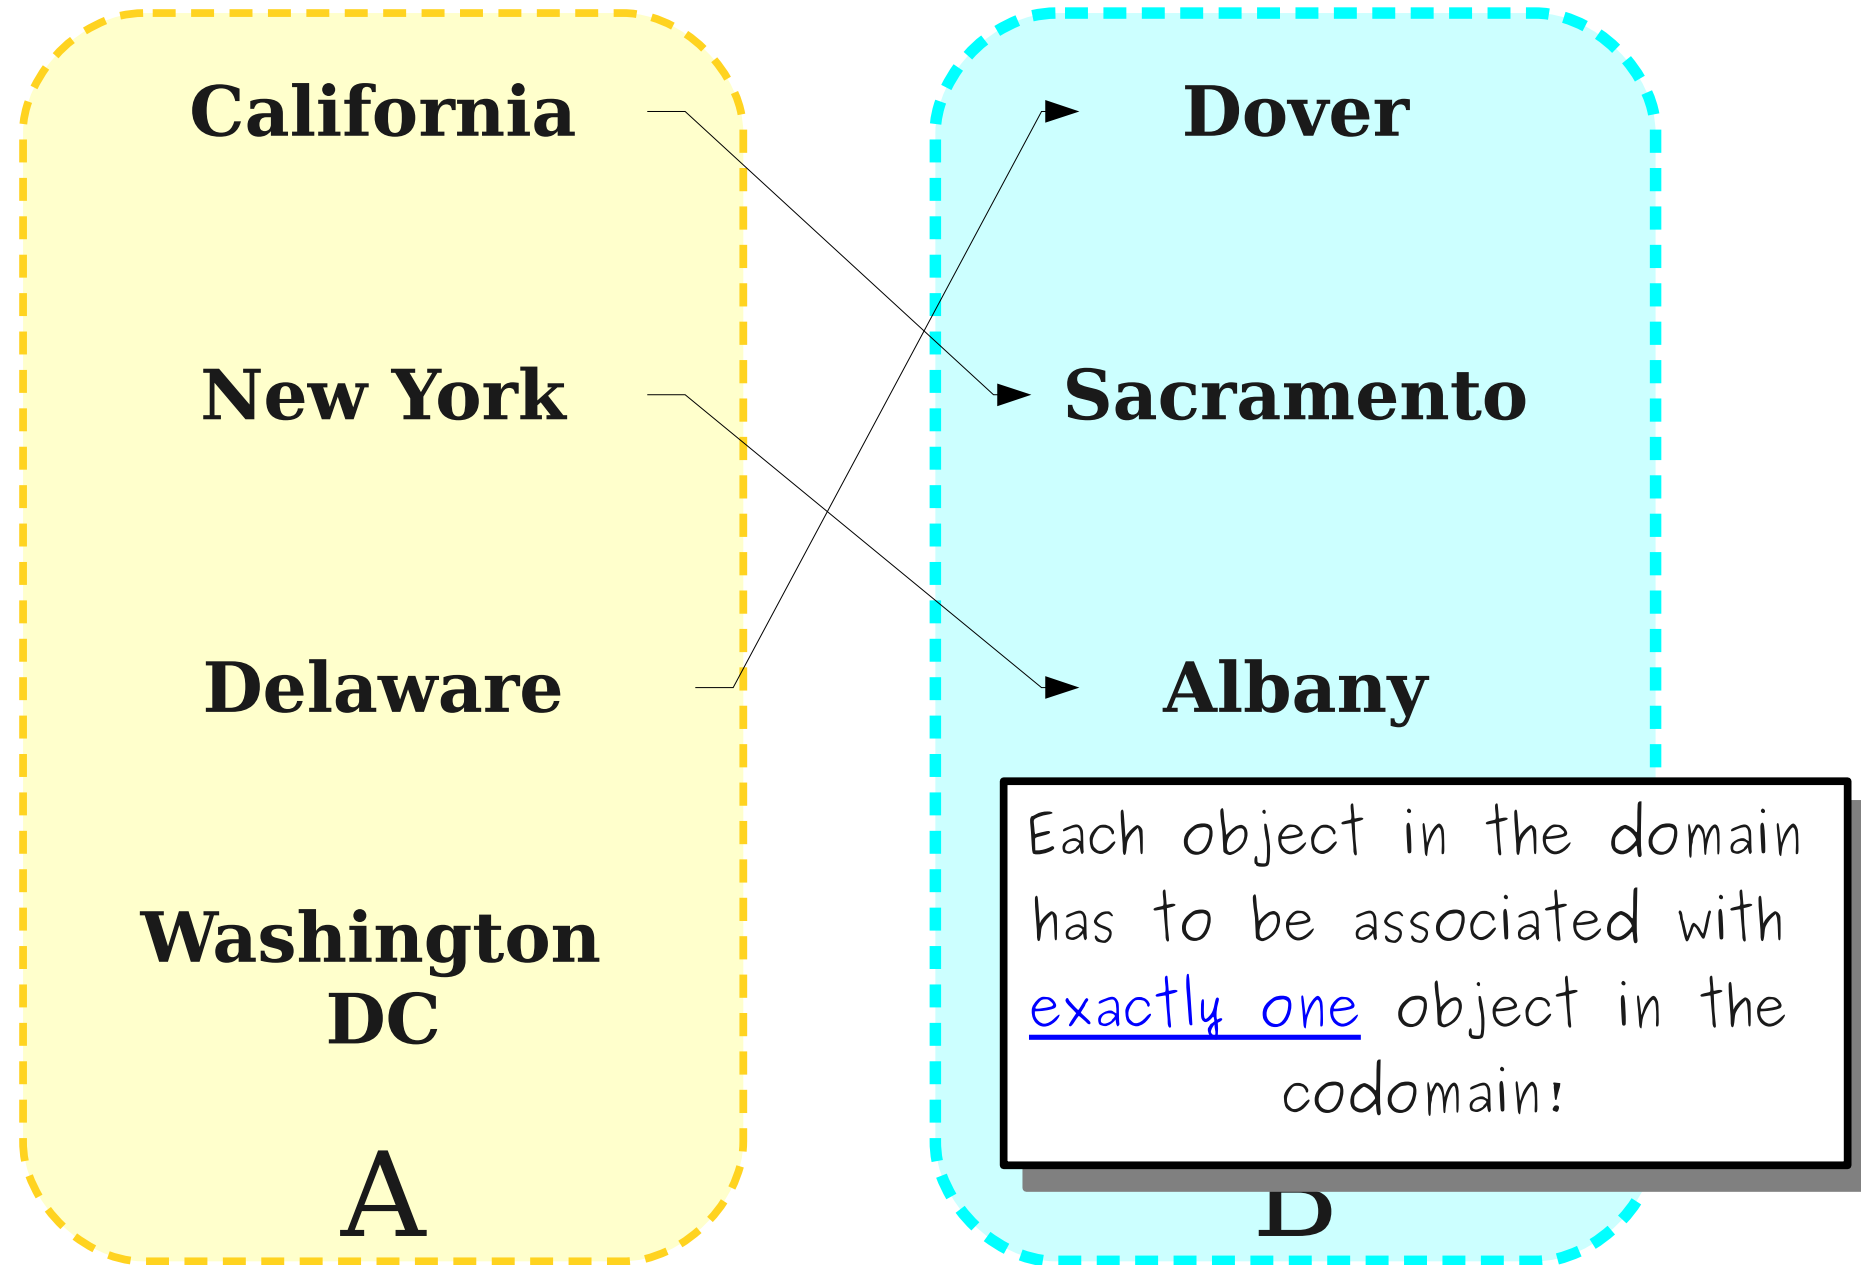 California
Dover
New York
Sacramento
Delaware
Albany
Washington
DC
Each object in the domain
has to be associated with
exactly one object in the
codomain!
A
B